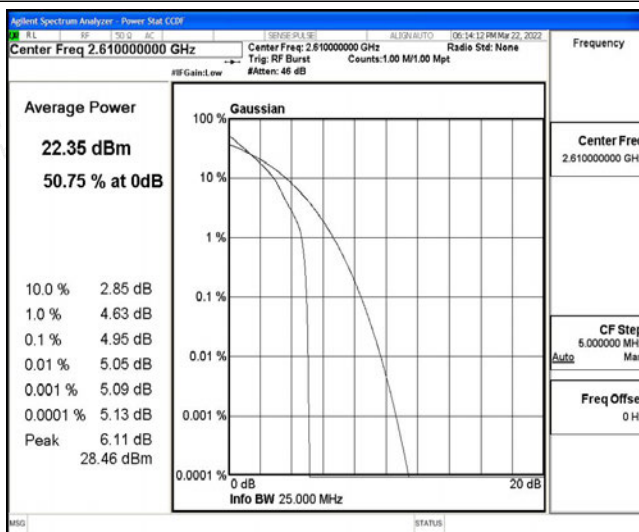 Agilent Spectrum Analyzer - Power Stat CCDF
RL RF 50 Ω AC SENSE:PULSE ALIGN AUTO 06:14:12 PM Mar 22, 2022
Center Freq 2.610000000 GHz
Center Freq: 2.610000000 GHz Radio Std: None
Trig: RF Burst Counts:1.00 M/1.00 Mpt
#IFGain:Low #Atten: 46 dB
Frequency
Average Power
22.35 dBm
50.75 % at 0dB
10.0 % 2.85 dB
1.0 % 4.63 dB
0.1 % 4.95 dB
0.01 % 5.05 dB
0.001 % 5.09 dB
0.0001 % 5.13 dB
Peak 6.11 dB
28.46 dBm
Gaussian
100 %
10 %
1 %
0.1 %
0.01 %
0.001 %
0.0001 %
0 dB 20 dB
Info BW 25.000 MHz
Center Freq
2.610000000 GH
CF Step
5.000000 MH
Auto Ma
Freq Offse
0 H
MSG STATUS